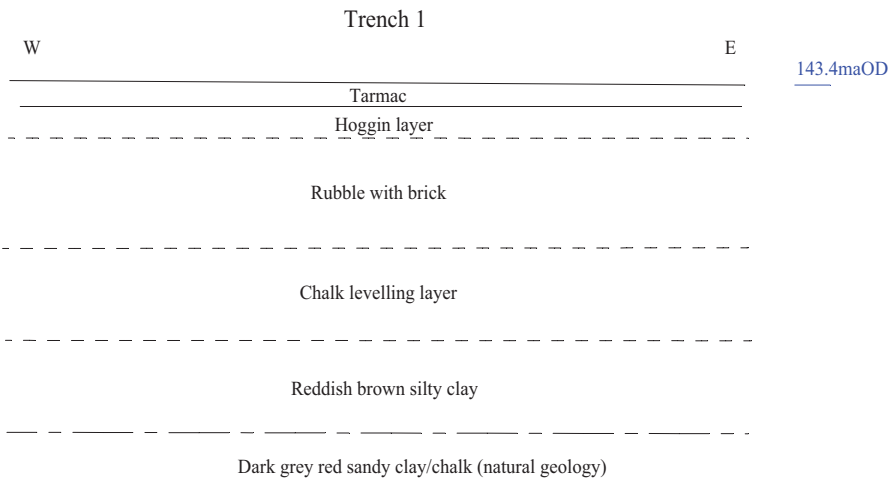 Trench 1
W E
143.4maOD
Tarmac
Hoggin layer
Rubble with brick
Chalk levelling layer
Reddish brown silty clay
Dark grey red sandy clay/chalk (natural geology)